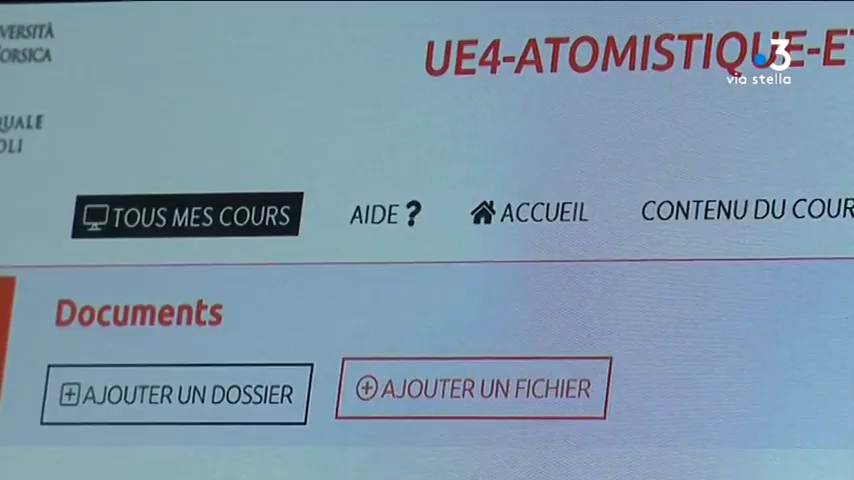 UE4-ATOMISTIQUE-E
3
via stella
TOUS MES COURS
AIDE ?
ACCUEIL
CONTENU DU COUR
Documents
AJOUTER UN DOSSIER
AJOUTER UN FICHIER